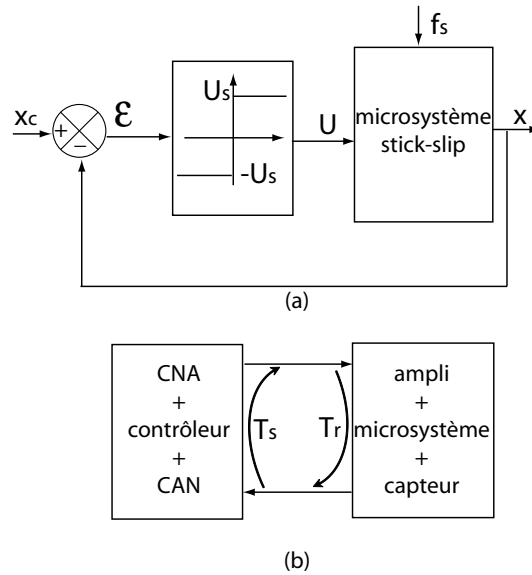 fs
xc
+
−
ε
Us
-Us
U
microsystème
stick-slip
x
(a)
CNA
+
contrôleur
+
CAN
Ts
Tr
ampli
+
microsystème
+
capteur
(b)